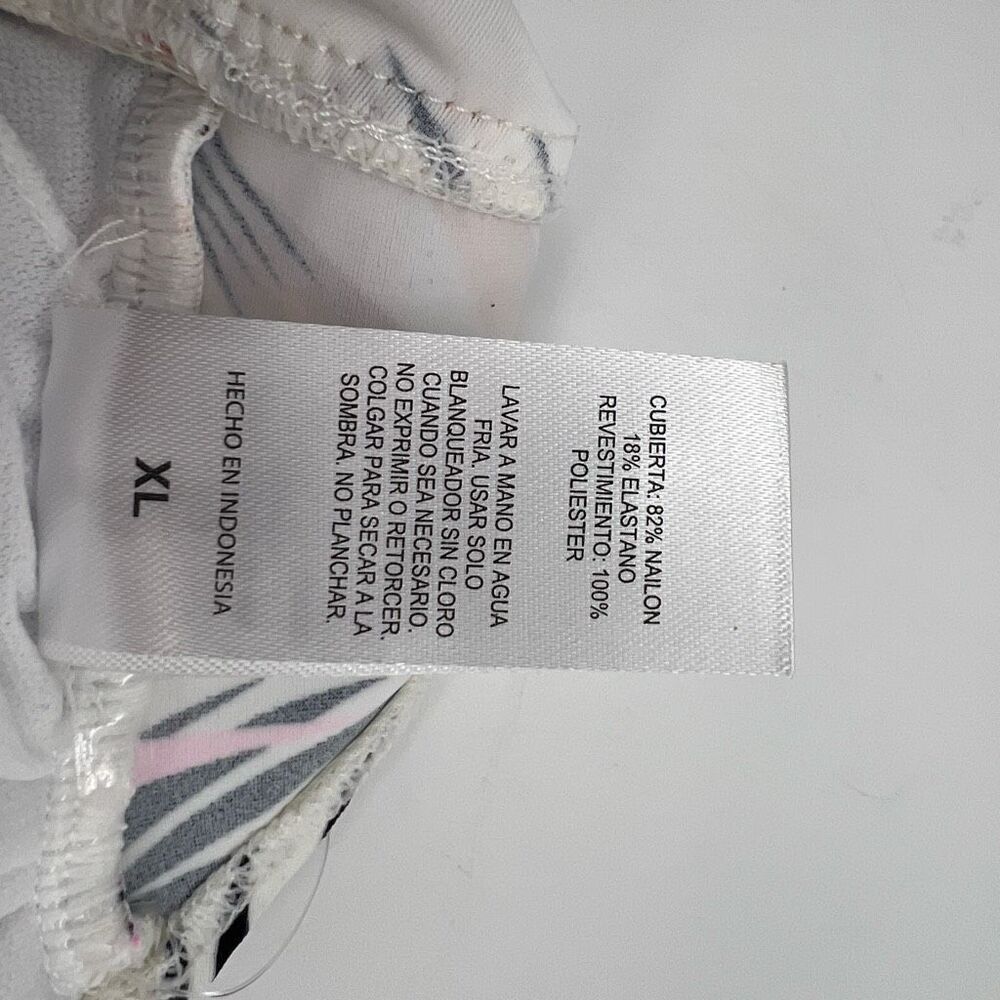 CUBIERTA: 82% NAILON
18% ELASTANO
REVESTIMIENTO: 100%
POLIESTER
LAVAR A MANO EN AGUA
FRIA. USAR SOLO
BLANQUEADOR SIN CLORO
CUANDO SEA NECESARIO.
NO EXPRIMIR O RETORCER.
COLGAR PARA SECAR A LA
SOMBRA. NO PLANCHAR.
HECHO EN INDONESIA
XL